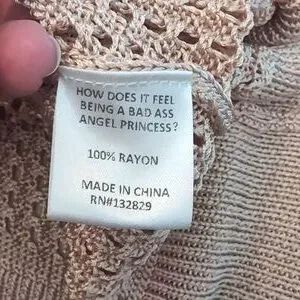 HOW DOES IT FEEL
BEING A BAD ASS
ANGEL PRINCESS?
100% RAYON
MADE IN CHINA
RN#132829